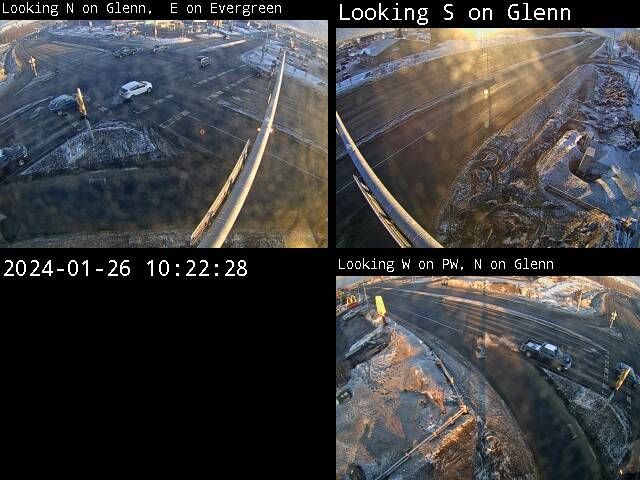 Looking N on Glenn,  E on Evergreen
Looking S on Glenn
2024-01-26 10:22:28
Looking W on PW, N on Glenn